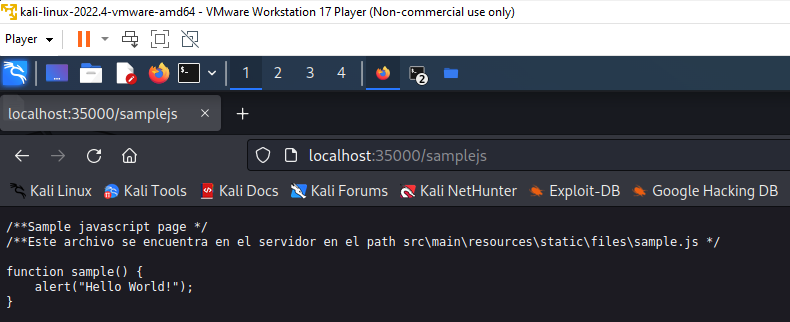 kali-linux-2022.4-vmware-amd64 - VMware Workstation 17 Player (Non-commercial use only)
Player
1 2 3 4 2
localhost:35000/samplejs
localhost:35000/samplejs
Kali Linux Kali Tools Kali Docs Kali Forums Kali NetHunter Exploit-DB Google Hacking DB
/**Sample javascript page */
/**Este archivo se encuentra en el servidor en el path src\main\resources\static\files\sample.js */
function sample() {
    alert("Hello World!");
}